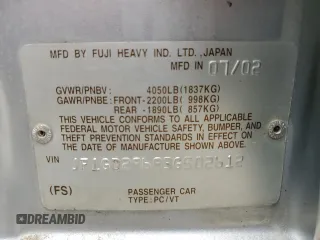 MFD BY FUJI HEAVY IND. LTD., JAPAN
MFD IN 07/02
GVWR/PNBV: 4050LB(1837KG)
GAWR/PNBE: FRONT-2200LB( 998KG)
REAR -1890LB( 857KG)
THIS VEHICLE CONFORMS TO ALL APPLICABLE
FEDERAL MOTOR VEHICLE SAFETY, BUMPER, AND
THEFT PREVENTION STANDARDS IN EFFECT ON
THE DATE OF MANUFACTURE SHOWN ABOVE.
VIN
(FS) PASSENGER CAR
TYPE: PC/VT
DREAMBID